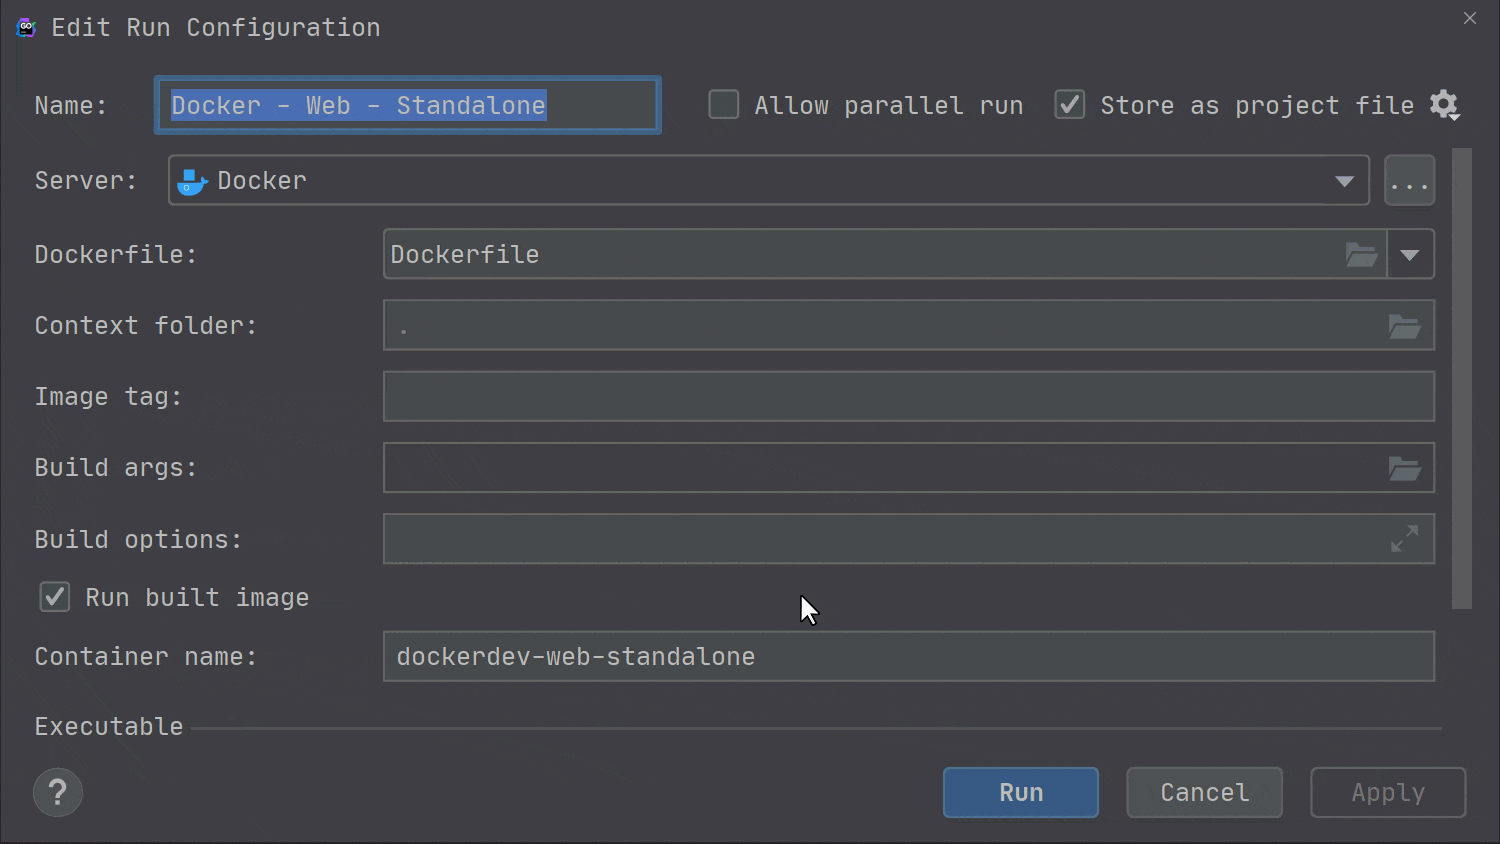 GO
Edit Run Configuration
Name: Docker - Web - Standalone Allow parallel run Store as project file
Server: Docker ...
Dockerfile: Dockerfile
Context folder: .
Image tag:
Build args:
Build options:
Run built image
Container name: dockerdev-web-standalone
Executable
? Run Cancel Apply